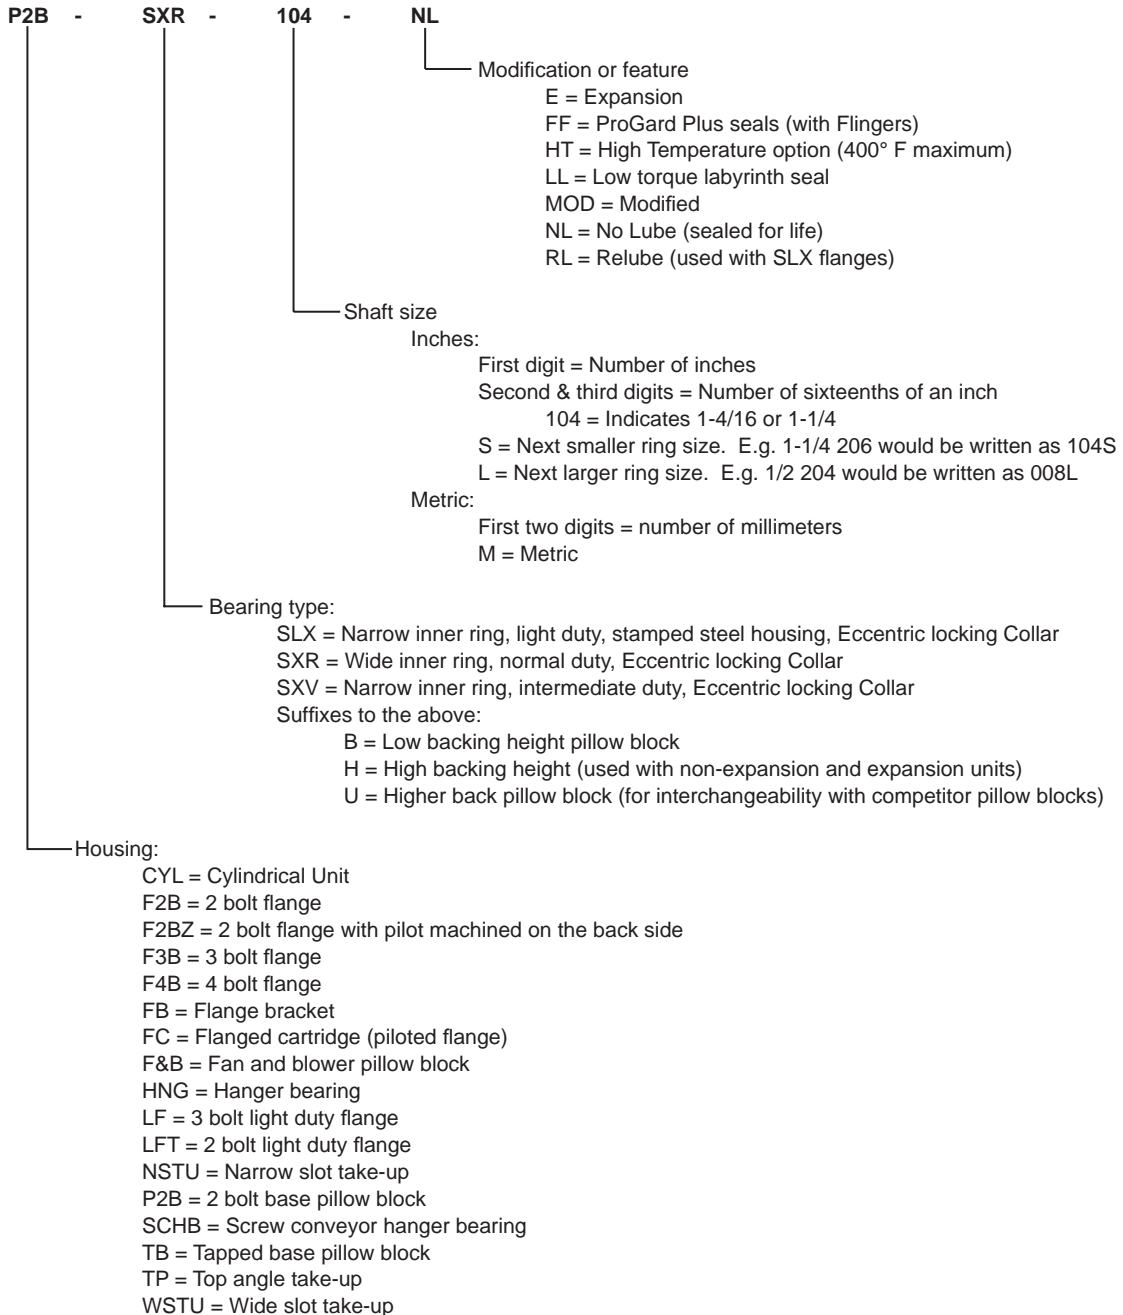 P2B - SXR - 104 - NL
Modification or feature
E = Expansion
FF = ProGard Plus seals (with Flingers)
HT = High Temperature option (400° F maximum)
LL = Low torque labyrinth seal
MOD = Modified
NL = No Lube (sealed for life)
RL = Relube (used with SLX flanges)
Shaft size
Inches:
First digit = Number of inches
Second & third digits = Number of sixteenths of an inch
104 = Indicates 1-4/16 or 1-1/4
S = Next smaller ring size.  E.g. 1-1/4 206 would be written as 104S
L = Next larger ring size.  E.g. 1/2 204 would be written as 008L
Metric:
First two digits = number of millimeters
M = Metric
Bearing type:
SLX = Narrow inner ring, light duty, stamped steel housing, Eccentric locking Collar
SXR = Wide inner ring, normal duty, Eccentric locking Collar
SXV = Narrow inner ring, intermediate duty, Eccentric locking Collar
Suffixes to the above:
B = Low backing height pillow block
H = High backing height (used with non-expansion and expansion units)
U = Higher back pillow block (for interchangeability with competitor pillow blocks)
Housing:
CYL = Cylindrical Unit
F2B = 2 bolt flange
F2BZ = 2 bolt flange with pilot machined on the back side
F3B = 3 bolt flange
F4B = 4 bolt flange
FB = Flange bracket
FC = Flanged cartridge (piloted flange)
F&B = Fan and blower pillow block
HNG = Hanger bearing
LF = 3 bolt light duty flange
LFT = 2 bolt light duty flange
NSTU = Narrow slot take-up
P2B = 2 bolt base pillow block
SCHB = Screw conveyor hanger bearing
TB = Tapped base pillow block
TP = Top angle take-up
WSTU = Wide slot take-up